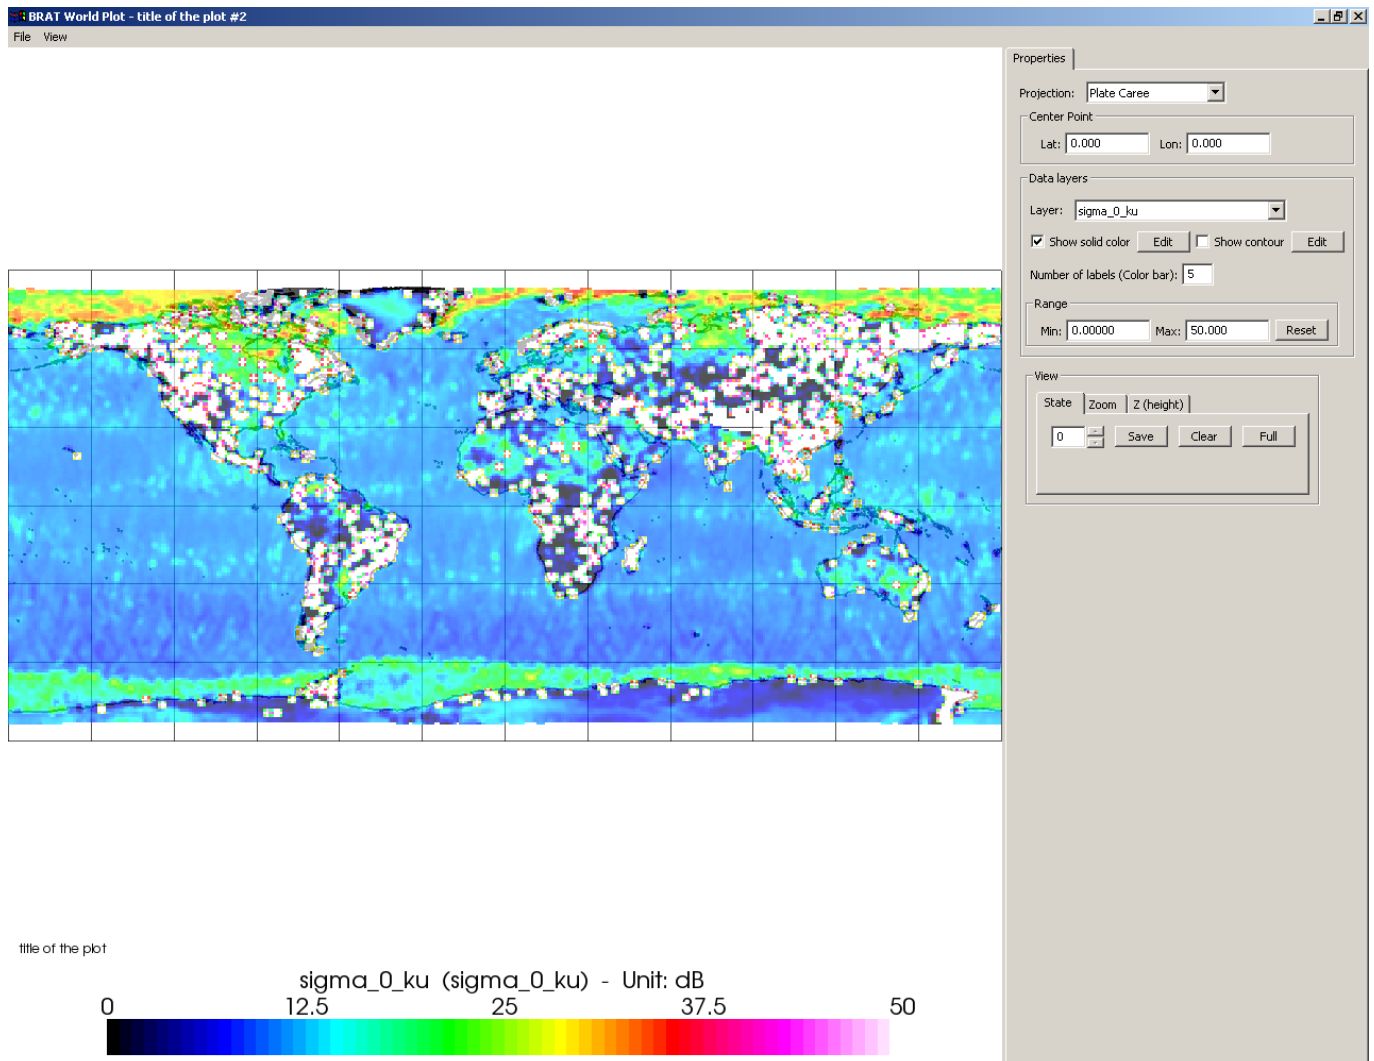 BRAT World Plot - title of the plot #2
File View
Properties
Projection: Plate Caree
Center Point
Lat: 0.000 Lon: 0.000
Data layers
Layer: sigma_0_ku
Show solid color Edit Show contour Edit
Number of labels (Color bar): 5
Range
Min: 0.00000 Max: 50.000 Reset
View
State Zoom Z (height)
0 Save Clear Full
title of the plot
sigma_0_ku (sigma_0_ku) - Unit: dB
0 12.5 25 37.5 50